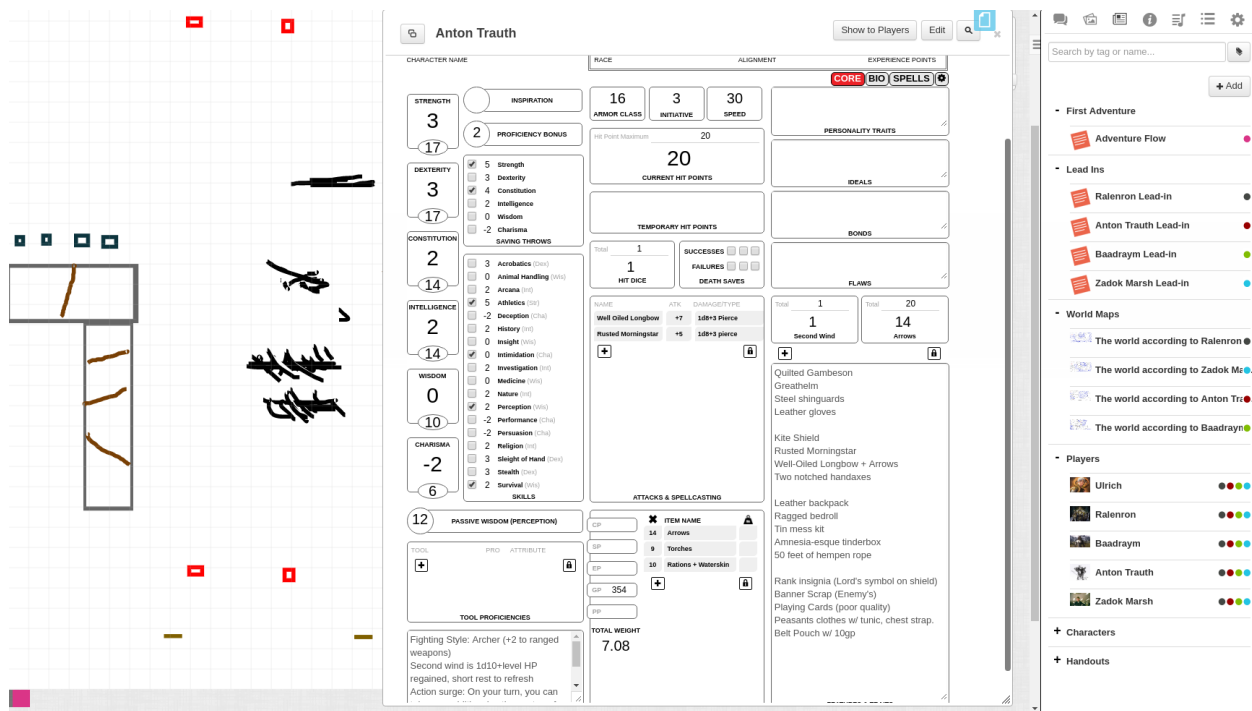 Anton Trauth
Show to Players
Edit
CHARACTER NAME
RACE
ALIGNMENT
EXPERIENCE POINTS
CORE
BIO
SPELLS
STRENGTH
3
17
DEXTERITY
3
17
CONSTITUTION
2
14
INTELLIGENCE
2
14
WISDOM
0
10
CHARISMA
-2
6
INSPIRATION
2 PROFICIENCY BONUS
5 Strength
3 Dexterity
4 Constitution
2 Intelligence
0 Wisdom
-2 Charisma
SAVING THROWS
3 Acrobatics (Dex)
0 Animal Handling (Wis)
2 Arcana (Int)
5 Athletics (Str)
-2 Deception (Cha)
2 History (Int)
0 Insight (Wis)
0 Intimidation (Cha)
2 Investigation (Int)
0 Medicine (Wis)
2 Nature (Int)
2 Perception (Wis)
-2 Performance (Cha)
-2 Persuasion (Cha)
2 Religion (Int)
3 Sleight of Hand (Dex)
3 Stealth (Dex)
2 Survival (Wis)
SKILLS
12 PASSIVE WISDOM (PERCEPTION)
TOOL PRO ATTRIBUTE
TOOL PROFICIENCIES
Fighting Style: Archer (+2 to ranged
weapons)
Second wind is 1d10+level HP
regained, short rest to refresh
Action surge: On your turn, you can
16
ARMOR CLASS
3
INITIATIVE
30
SPEED
Hit Point Maximum 20
20
CURRENT HIT POINTS
TEMPORARY HIT POINTS
Total 1
1
HIT DICE
SUCCESSES
FAILURES
DEATH SAVES
NAME ATK DAMAGE/TYPE
Well Oiled Longbow +7 1d8+3 Pierce
Rusted Morningstar +5 1d8+3 pierce
ATTACKS & SPELLCASTING
CP
SP
EP
GP 354
PP
ITEM NAME
14 Arrows
9 Torches
10 Rations + Waterskin
TOTAL WEIGHT
7.08
PERSONALITY TRAITS
IDEALS
BONDS
FLAWS
Total 1
1
Second Wind
Total 20
14
Arrows
Quilted Gambeson
Greathelm
Steel shinguards
Leather gloves
Kite Shield
Rusted Morningstar
Well-Oiled Longbow + Arrows
Two notched handaxes
Leather backpack
Ragged bedroll
Tin mess kit
Amnesia-esque tinderbox
50 feet of hempen rope
Rank insignia (Lord's symbol on shield)
Banner Scrap (Enemy's)
Playing Cards (poor quality)
Peasants clothes w/ tunic, chest strap.
Belt Pouch w/ 10gp
Search by tag or name...
+ Add
- First Adventure
Adventure Flow
- Lead Ins
Ralenron Lead-in
Anton Trauth Lead-in
Baadraym Lead-in
Zadok Marsh Lead-in
- World Maps
The world according to Ralenron
The world according to Zadok Ma
The world according to Anton Tra
The world according to Baadraym
- Players
Ulrich
Ralenron
Baadraym
Anton Trauth
Zadok Marsh
+ Characters
+ Handouts